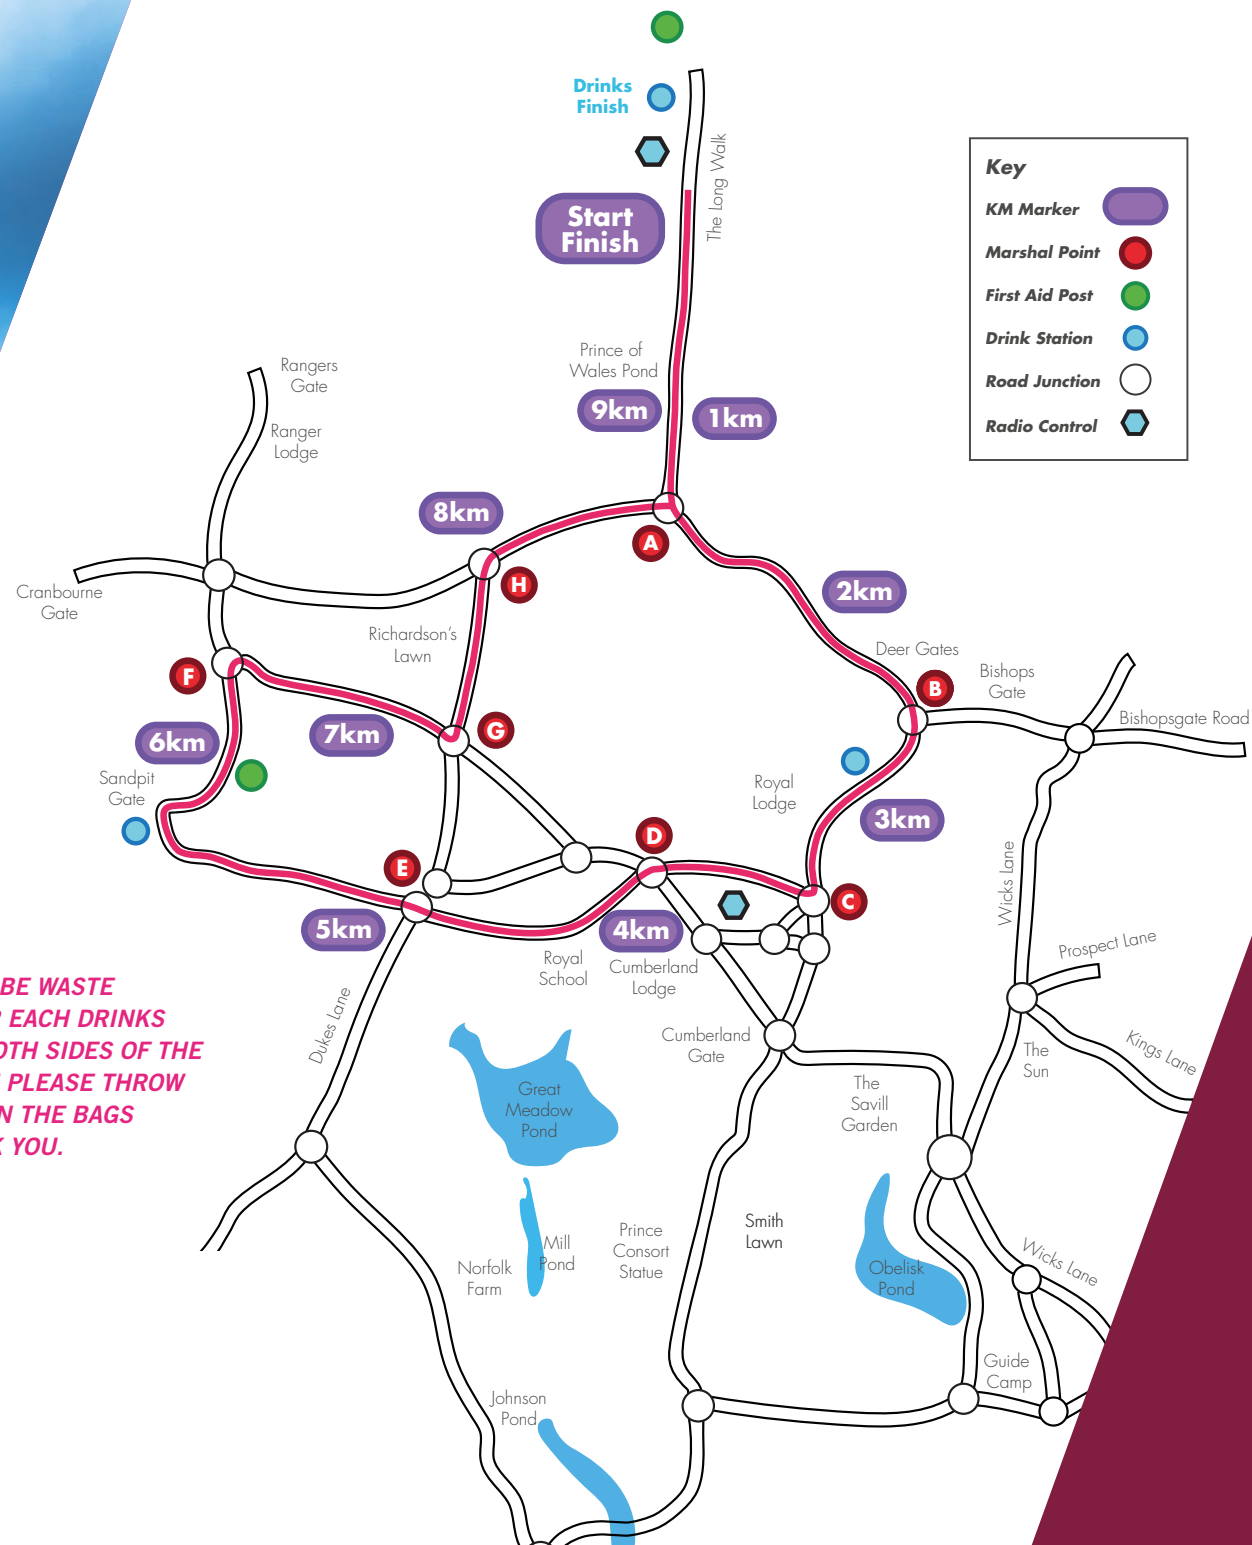 Drinks
Finish
The Long Walk
Start
Finish
Key
KM Marker
Marshal Point
First Aid Post
Drink Station
Road Junction
Radio Control
Prince of
Wales Pond
9km
1km
Rangers
Gate
Ranger
Lodge
8km
A
H
Cranbourne
Gate
2km
Richardson's
Lawn
Deer Gates
F
B
Bishops
Gate
Bishopsgate Road
7km
G
6km
Sandpit
Gate
Royal
Lodge
3km
D
E
C
Wicks Lane
5km
4km
Royal
School
Cumberland
Lodge
Prospect Lane
BE WASTE
EACH DRINKS
OTH SIDES OF THE
PLEASE THROW
N THE BAGS
YOU.
Dukes Lane
Cumberland
Gate
The
Sun
Kings Lane
Great
Meadow
Pond
The
Savill
Garden
Mill
Pond
Norfolk
Farm
Prince
Consort
Statue
Smith
Lawn
Obelisk
Pond
Wicks Lane
Guide
Camp
Johnson
Pond